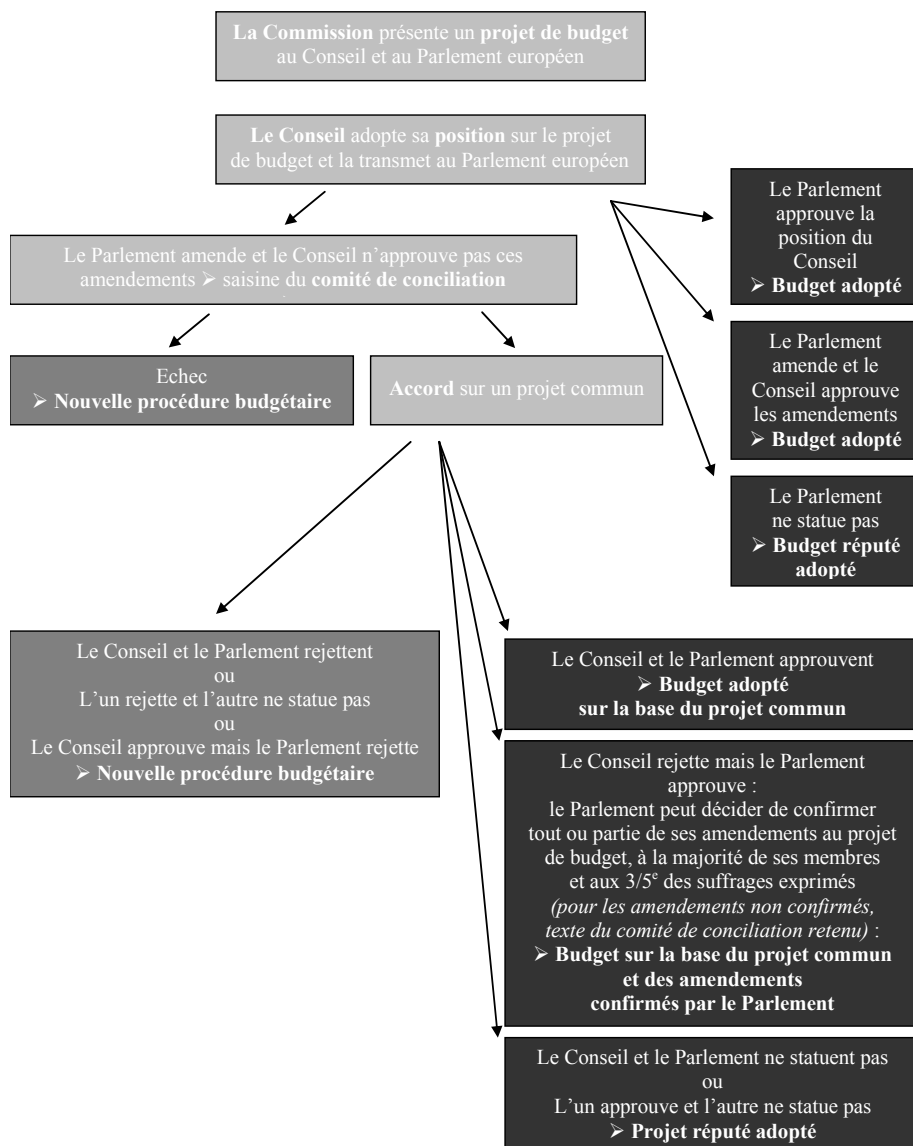 La Commission présente un projet de budget
au Conseil et au Parlement européen
Le Conseil adopte sa position sur le projet
de budget et la transmet au Parlement européen
Le Parlement
approuve la
position du
Conseil
➢ Budget adopté
Le Parlement amende et le Conseil n’approuve pas ces
amendements ➢ saisine du comité de conciliation
Le Parlement
amende et le
Conseil approuve
les amendements
➢ Budget adopté
Echec
➢ Nouvelle procédure budgétaire
Accord sur un projet commun
Le Parlement
ne statue pas
➢ Budget réputé
adopté
Le Conseil et le Parlement rejettent
ou
L’un rejette et l’autre ne statue pas
ou
Le Conseil approuve mais le Parlement rejette
➢ Nouvelle procédure budgétaire
Le Conseil et le Parlement approuvent
➢ Budget adopté
sur la base du projet commun
Le Conseil rejette mais le Parlement
approuve :
le Parlement peut décider de confirmer
tout ou partie de ses amendements au projet
de budget, à la majorité de ses membres
et aux 3/5e des suffrages exprimés
(pour les amendements non confirmés,
texte du comité de conciliation retenu) :
➢ Budget sur la base du projet commun
et des amendements
confirmés par le Parlement
Le Conseil et le Parlement ne statuent pas
ou
L’un approuve et l’autre ne statue pas
➢ Projet réputé adopté